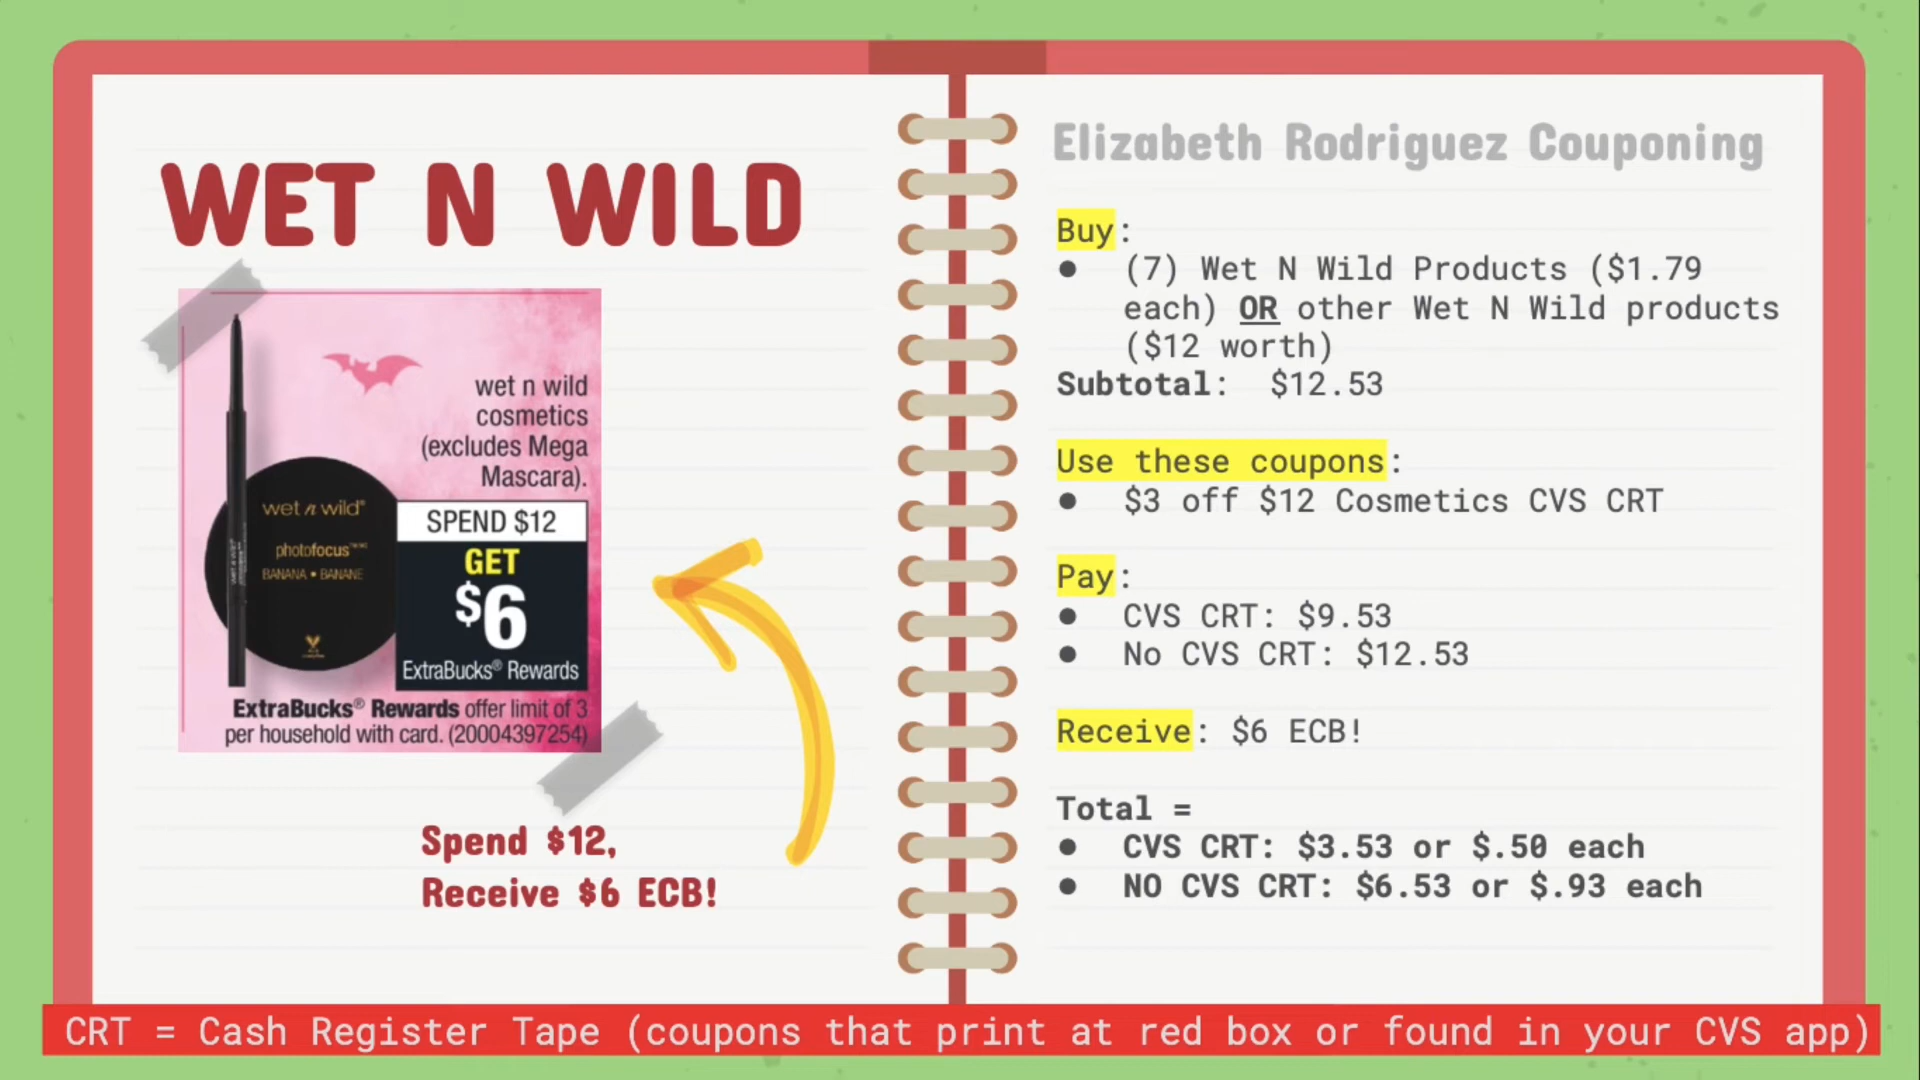 WET N WILD
wet n wild
cosmetics
(excludes Mega
Mascara).
wet n wild®
photofocus™
BANANA • BANANE
SPEND $12
GET
$6
ExtraBucks® Rewards
ExtraBucks® Rewards offer limit of 3
per household with card. (20004397254)
Spend $12,
Receive $6 ECB!
Elizabeth Rodriguez Couponing
Buy:
● (7) Wet N Wild Products ($1.79
each) OR other Wet N Wild products
($12 worth)
Subtotal: $12.53
Use these coupons:
● $3 off $12 Cosmetics CVS CRT
Pay:
● CVS CRT: $9.53
● No CVS CRT: $12.53
Receive: $6 ECB!
Total =
● CVS CRT: $3.53 or $.50 each
● NO CVS CRT: $6.53 or $.93 each
CRT = Cash Register Tape (coupons that print at red box or found in your CVS app)